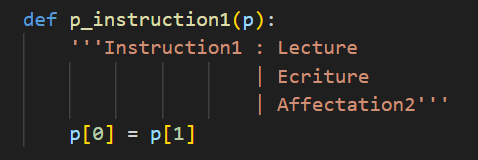 def p_instruction1(p):
    '''Instruction1 : Lecture
                    | Ecriture
                    | Affectation2'''
    p[0] = p[1]